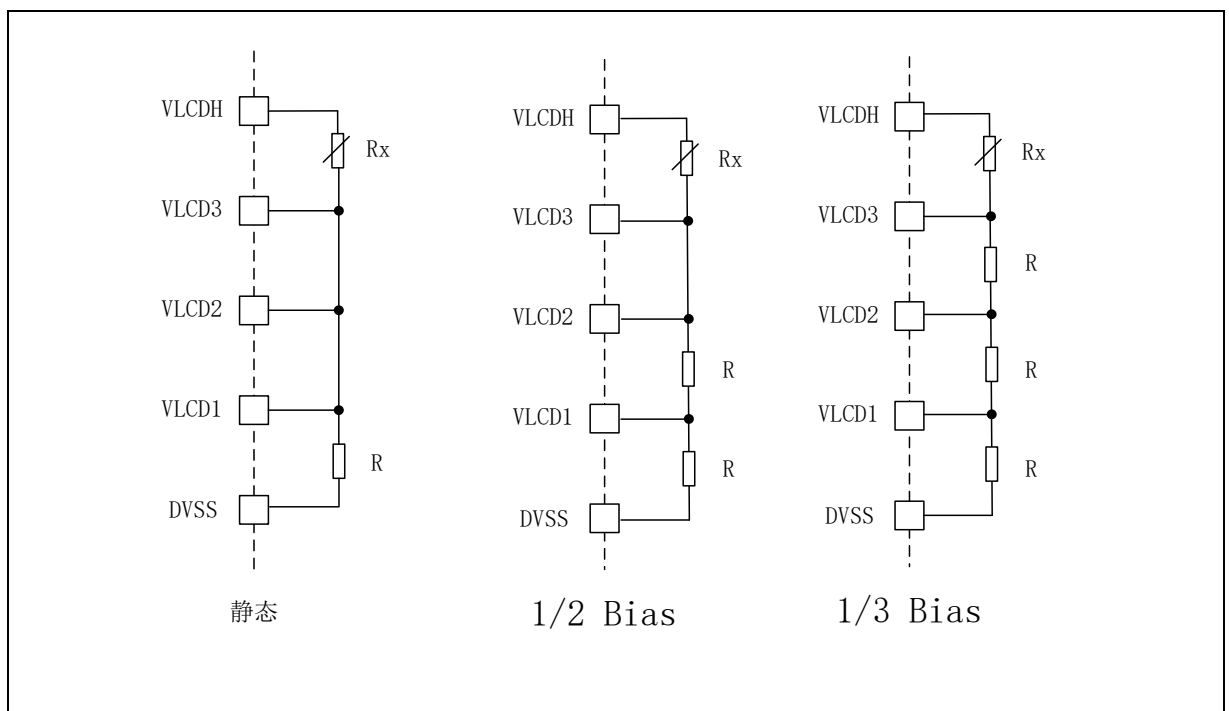 VLCDH
Rx
VLCD3
VLCD2
VLCD1
R
DVSS
静态
VLCDH
Rx
VLCD3
VLCD2
R
VLCD1
R
DVSS
1/2 Bias
VLCDH
Rx
VLCD3
R
VLCD2
R
VLCD1
R
DVSS
1/3 Bias